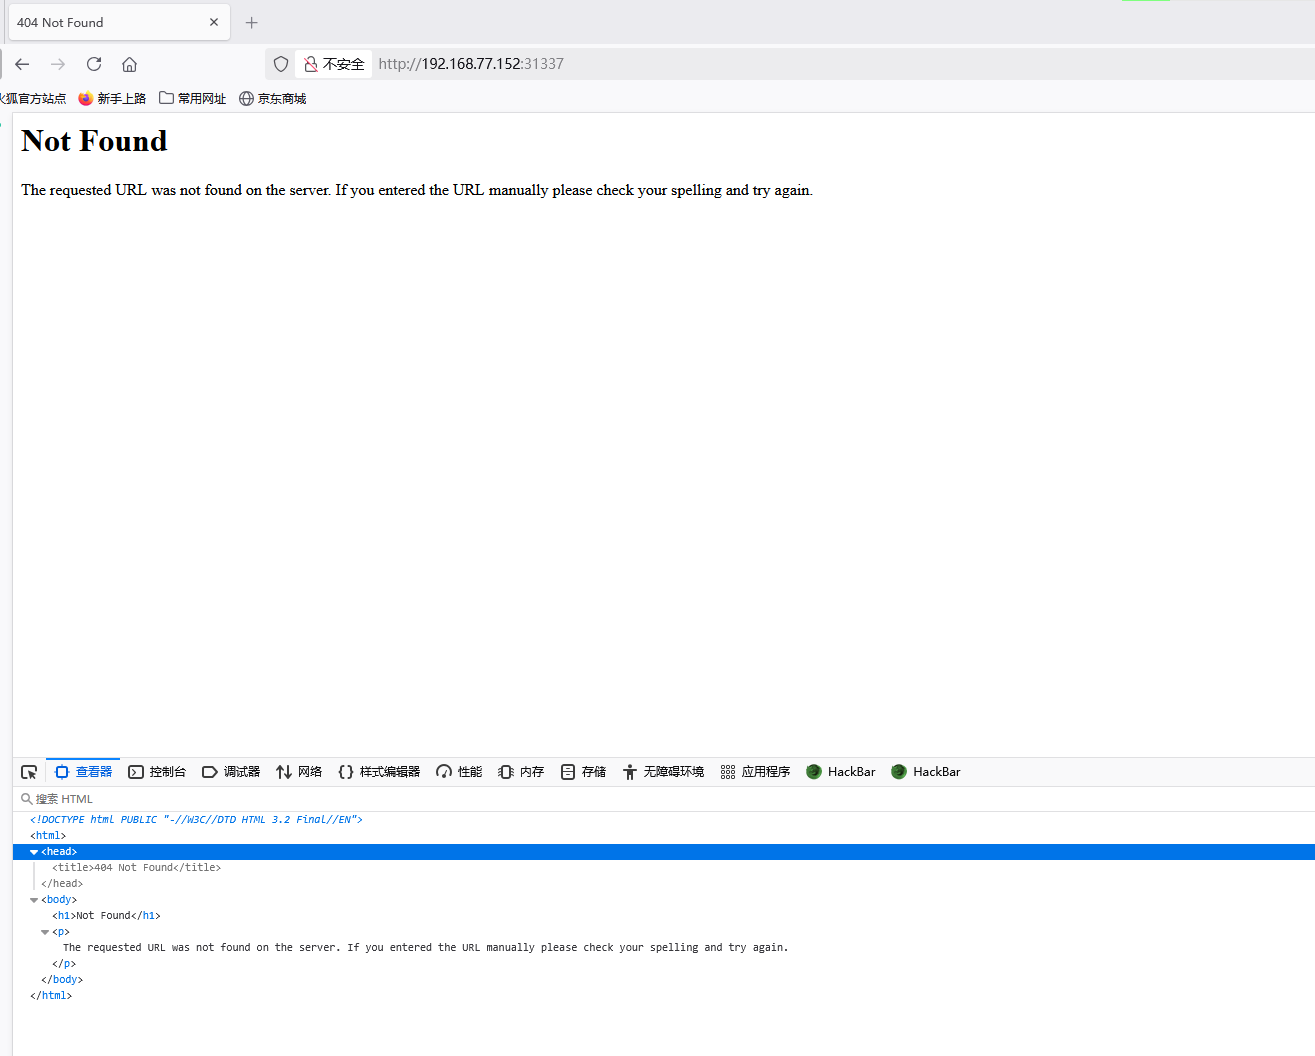 404 Not Found
不安全 http://192.168.77.152:31337
火狐官方站点 新手上路 常用网址 京东商城
Not Found
The requested URL was not found on the server. If you entered the URL manually please check your spelling and try again.
查看器 控制台 调试器 网络 样式编辑器 性能 内存 存储 无障碍环境 应用程序 HackBar HackBar
搜索 HTML
<!DOCTYPE html PUBLIC "-//W3C//DTD HTML 3.2 Final//EN">
<html>
<head>
<title>404 Not Found</title>
</head>
<body>
<h1>Not Found</h1>
<p>
The requested URL was not found on the server. If you entered the URL manually please check your spelling and try again.
</p>
</body>
</html>